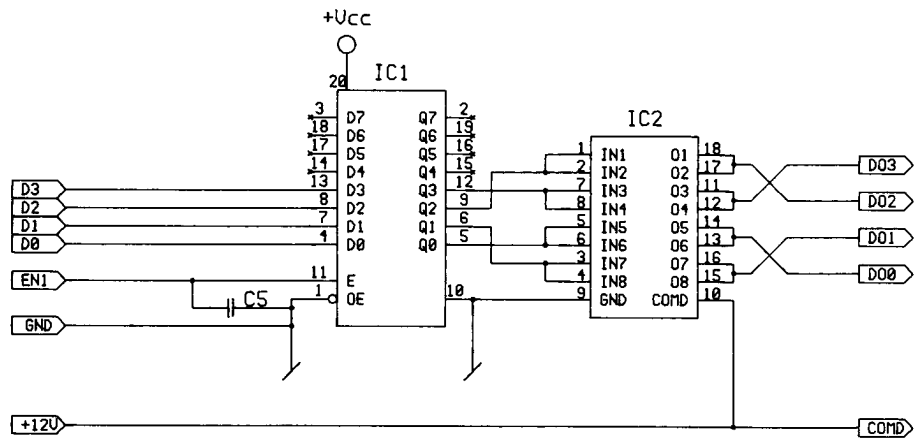 +Vcc
20 IC1
3 D7 Q7 2
18 D6 Q6 19
17 D5 Q5 16
14 D4 Q4 15
D3 13 D3 Q3 12
D2 8 D2 Q2 9
D1 7 D1 Q1 6
D0 4 D0 Q0 5
EN1 11 E
C5 1 OE 10
GND
IC2
1 IN1 O1 18
2 IN2 O2 17
7 IN3 O3 11
8 IN4 O4 12
5 IN5 O5 14
6 IN6 O6 13
3 IN7 O7 16
4 IN8 O8 15
9 GND COMD 10
DO3
DO2
DO1
DO0
+12V COMD